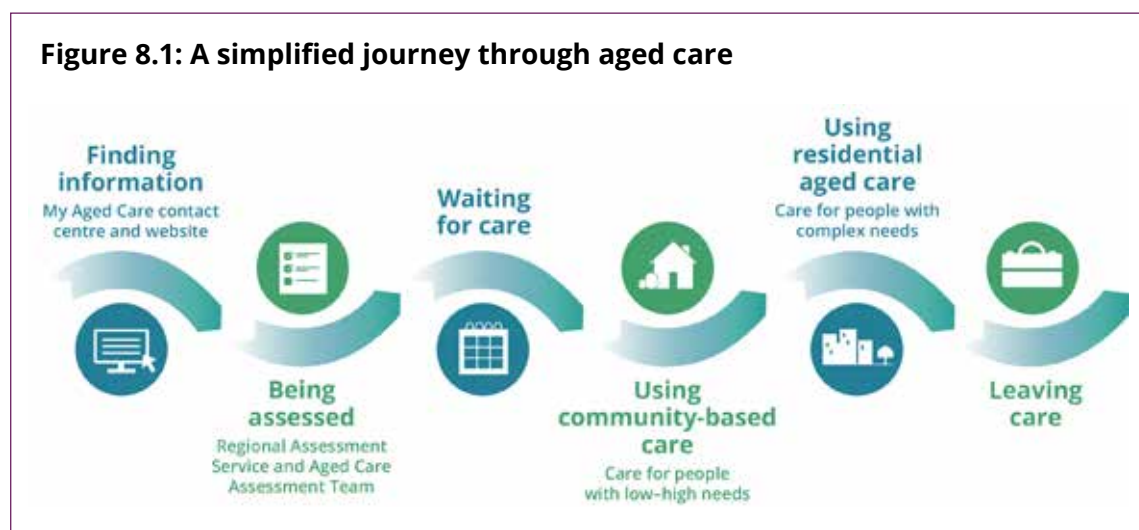 Figure 8.1: A simplified journey through aged care
Finding
information
My Aged Care contact
centre and website
Being
assessed
Regional Assessment
Service and Aged Care
Assessment Team
Waiting
for care
Using
community-based
care
Care for people
with low–high needs
Using
residential
aged care
Care for people with
complex needs
Leaving
care